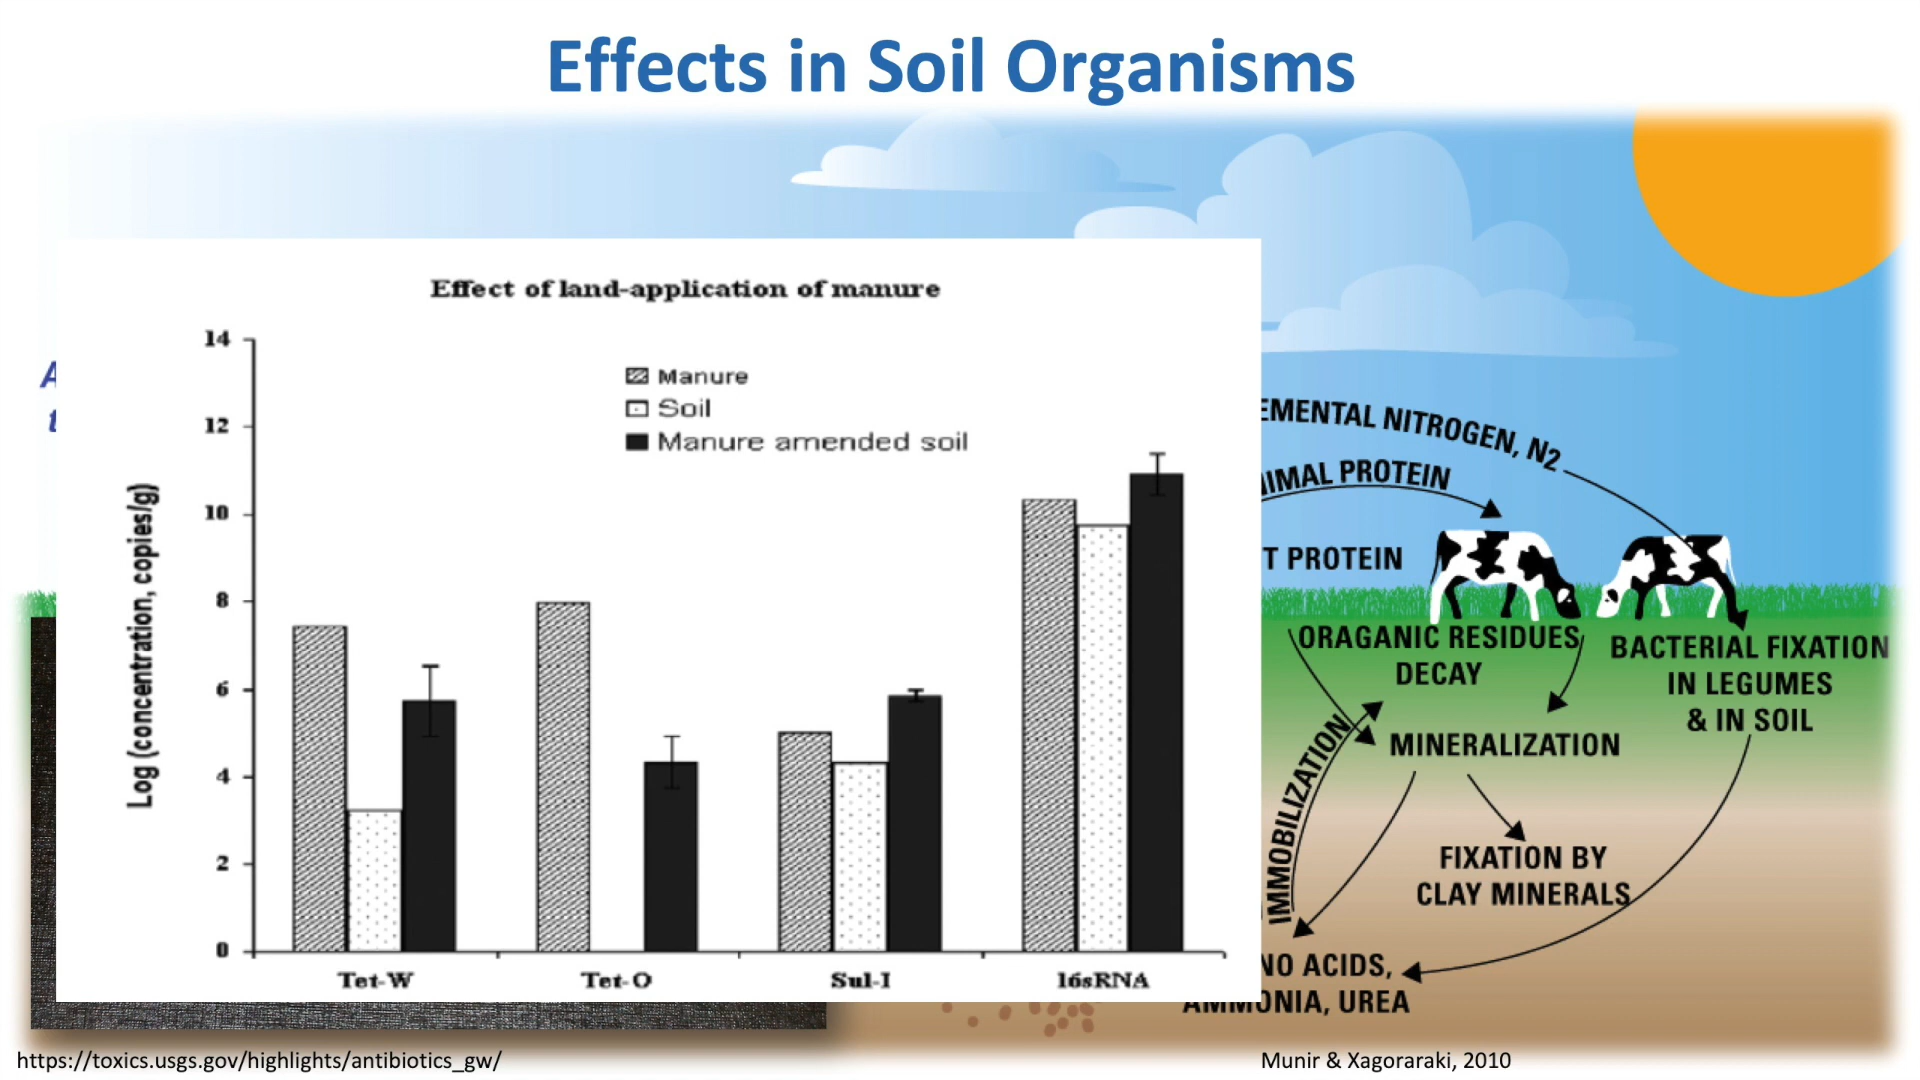 Effects in Soil Organisms
Effect of land-application of manure
Log (concentration, copies/g)
14
12
10
8
6
4
2
0
Manure
Soil
Manure amended soil
Tet-W
Tet-O
Sul-I
16sRNA
A
t
EMENTAL NITROGEN, N2
IMAL PROTEIN
T PROTEIN
ORAGANIC RESIDUES
DECAY
BACTERIAL FIXATION
IN LEGUMES
& IN SOIL
MINERALIZATION
IMMOBILIZATION
FIXATION BY
CLAY MINERALS
NO ACIDS,
AMMONIA, UREA
https://toxics.usgs.gov/highlights/antibiotics_gw/
Munir & Xagoraraki, 2010